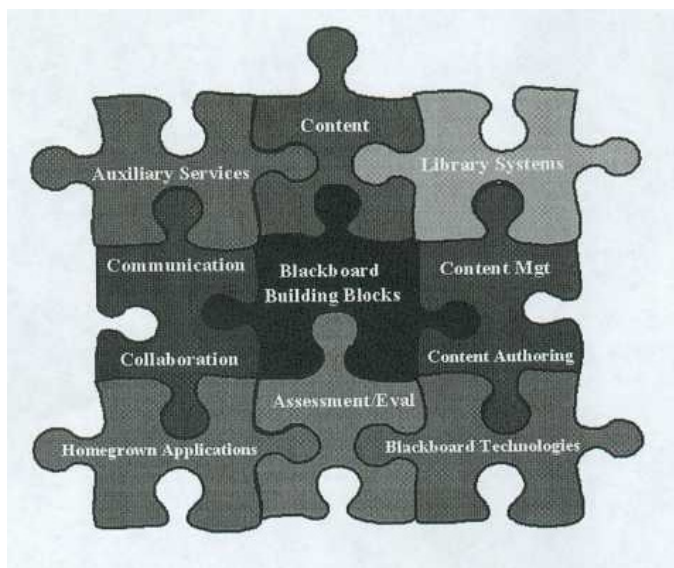 Content
Auxiliary Services
Library Systems
Communication
Blackboard
Building Blocks
Content Mgt
Collaboration
Content Authoring
Assessment/Eval
Homegrown Applications
Blackboard Technologies